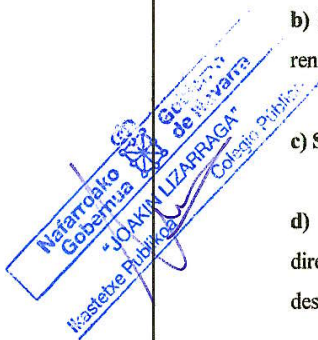 b)
ren
c) S
d)
dire
des
Nafarroako
Gobernua
Gobierno
de Navarra
"JOAKIN LIZARRAGA"
Ikastetxe Publikoa
Colegio Público